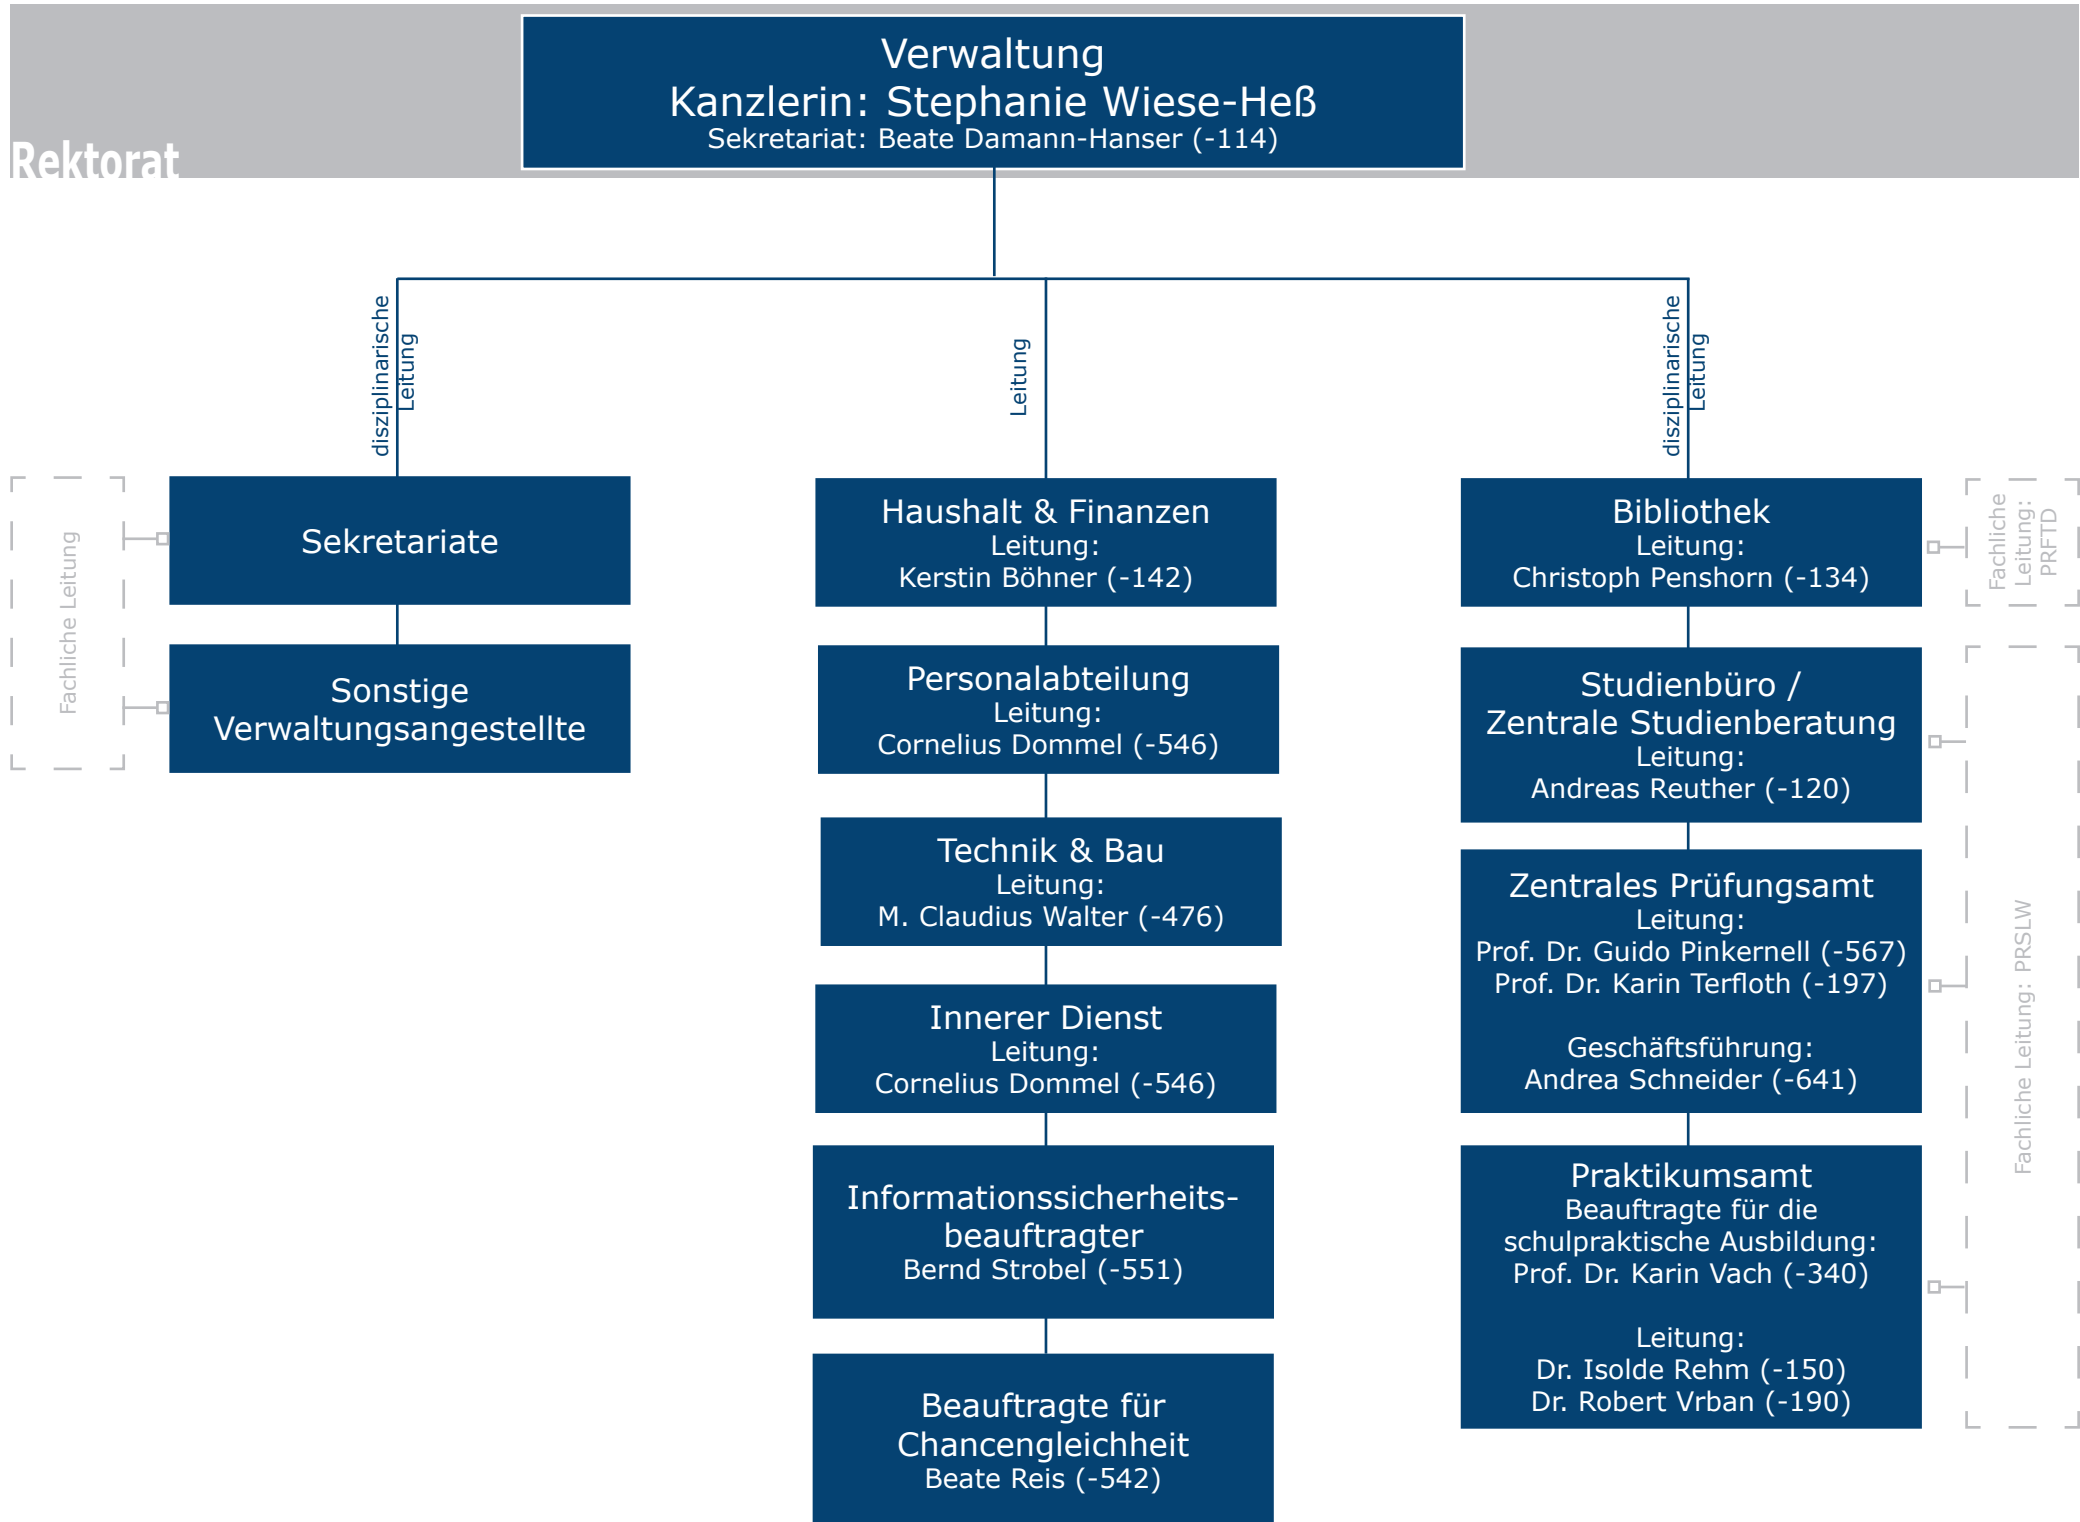 Verwaltung
Kanzlerin: Stephanie Wiese-Heß
Sekretariat: Beate Damann-Hanser (-114)
Rektorat
disziplinarische
Leitung
Leitung
disziplinarische
Leitung
Fachliche Leitung
Sekretariate
Sonstige
Verwaltungsangestellte
Haushalt & Finanzen
Leitung:
Kerstin Böhner (-142)
Personalabteilung
Leitung:
Cornelius Dommel (-546)
Technik & Bau
Leitung:
M. Claudius Walter (-476)
Innerer Dienst
Leitung:
Cornelius Dommel (-546)
Informationssicherheits-
beauftragter
Bernd Strobel (-551)
Beauftragte für
Chancengleichheit
Beate Reis (-542)
Bibliothek
Leitung:
Christoph Penshorn (-134)
Studienbüro /
Zentrale Studienberatung
Leitung:
Andreas Reuther (-120)
Zentrales Prüfungsamt
Leitung:
Prof. Dr. Guido Pinkernell (-567)
Prof. Dr. Karin Terfloth (-197)
Geschäftsführung:
Andrea Schneider (-641)
Praktikumsamt
Beauftragte für die
schulpraktische Ausbildung:
Prof. Dr. Karin Vach (-340)
Leitung:
Dr. Isolde Rehm (-150)
Dr. Robert Vrban (-190)
Fachliche
Leitung:
PRFTD
Fachliche Leitung: PRSLW